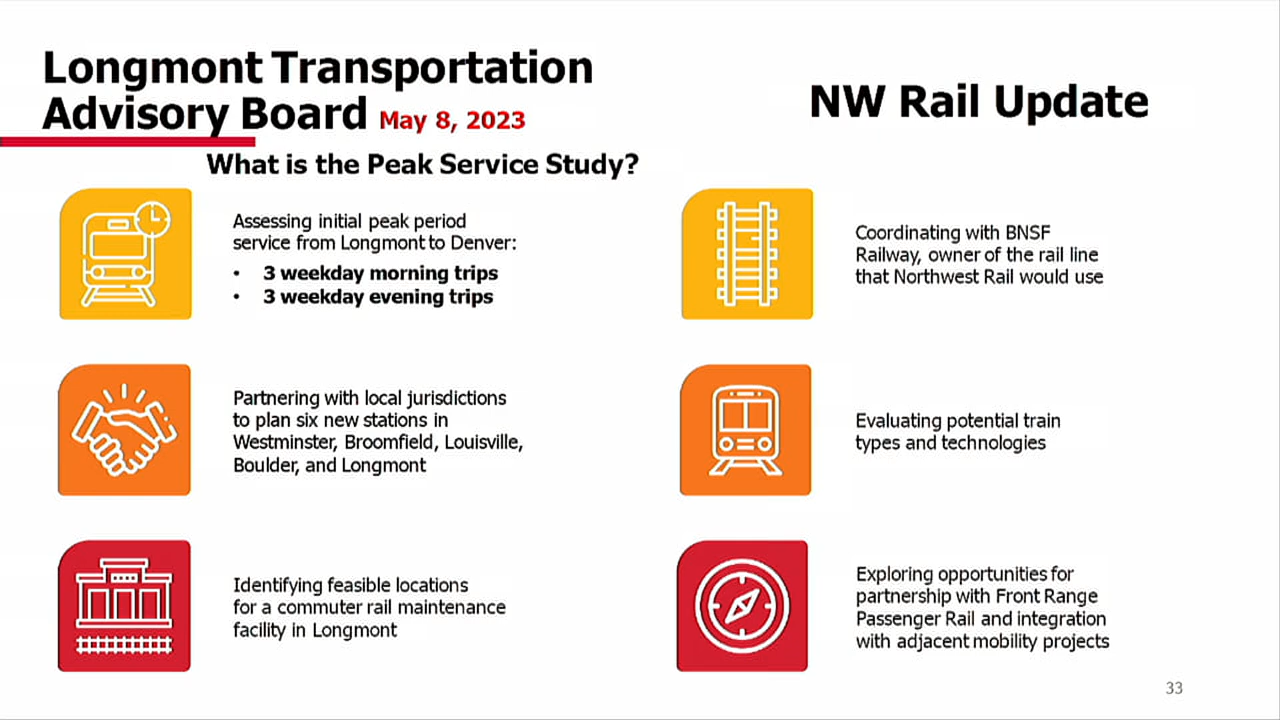 Longmont Transportation
Advisory Board May 8, 2023
NW Rail Update
What is the Peak Service Study?
Assessing initial peak period
service from Longmont to Denver:
• 3 weekday morning trips
• 3 weekday evening trips
Coordinating with BNSF
Railway, owner of the rail line
that Northwest Rail would use
Partnering with local jurisdictions
to plan six new stations in
Westminster, Broomfield, Louisville,
Boulder, and Longmont
Evaluating potential train
types and technologies
Identifying feasible locations
for a commuter rail maintenance
facility in Longmont
Exploring opportunities for
partnership with Front Range
Passenger Rail and integration
with adjacent mobility projects
33